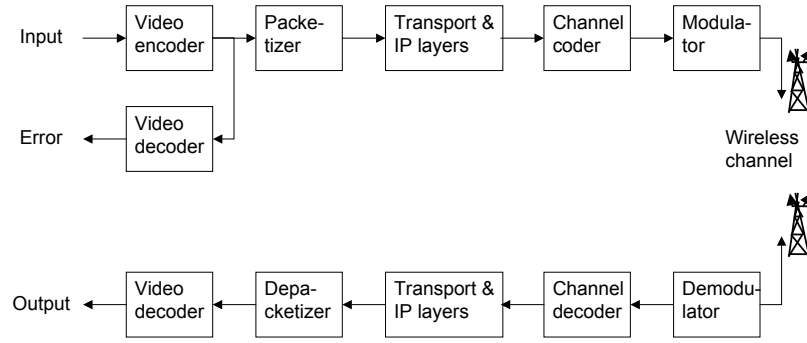 Input
Video
encoder
Packe-
tizer
Transport &
IP layers
Channel
coder
Modula-
tor
Error
Video
decoder
Wireless
channel
Output
Video
decoder
Depa-
cketizer
Transport &
IP layers
Channel
decoder
Demodu-
lator